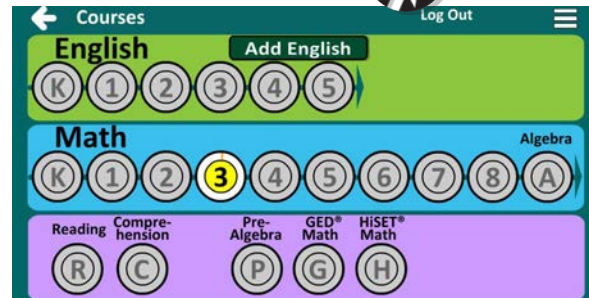 Courses
Log Out
English
Add English
K 1 2 3 4 5
Math
Algebra
K 1 2 3 4 5 6 7 8 A
Reading
Compre-
hension
Pre-
Algebra
GED®
Math
HiSET®
Math
R C P G H